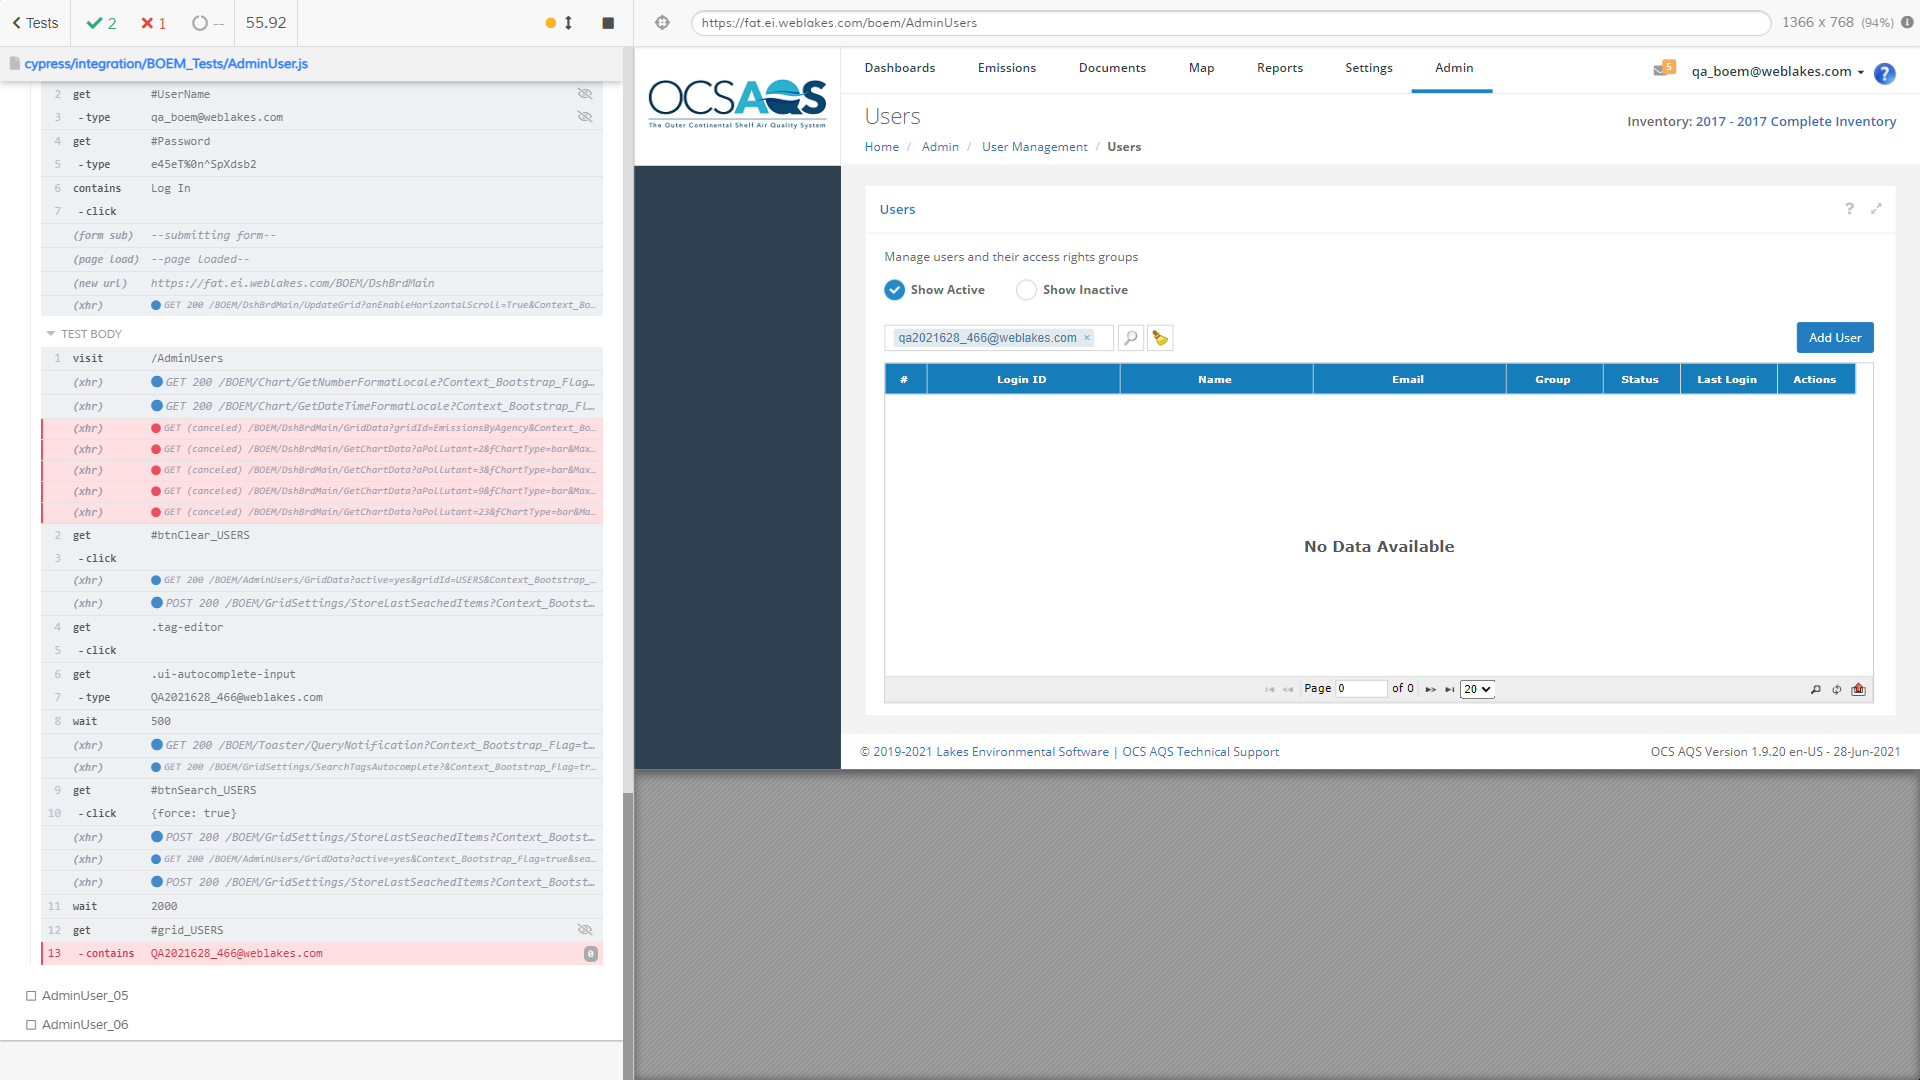 Tests
2
1
--
55.92
cypress/integration/BOEM_Tests/AdminUser.js
2 get #UserName
3 -type qa_boem@weblakes.com
4 get #Password
5 -type e45eT%0n^SpXdsb2
6 contains Log In
7 -click
(form sub) --submitting form--
(page load) --page loaded--
(new url) https://fat.ei.weblakes.com/BOEM/DshBrdMain
(xhr) GET 200 /BOEM/DshBrdMain/UpdateGrid?anEnableHorizontalScroll=True&Context_Bo...
TEST BODY
1 visit /AdminUsers
(xhr) GET 200 /BOEM/Chart/GetNumberFormatLocale?Context_Bootstrap_Flag...
(xhr) GET 200 /BOEM/Chart/GetDateTimeFormatLocale?Context_Bootstrap_Fl...
(xhr) GET (canceled) /BOEM/DshBrdMain/GridData?gridId=EmissionsByAgency&Context_Bo...
(xhr) GET (canceled) /BOEM/DshBrdMain/GetChartData?aPollutant=2&fChartType=bar&Max...
(xhr) GET (canceled) /BOEM/DshBrdMain/GetChartData?aPollutant=3&fChartType=bar&Max...
(xhr) GET (canceled) /BOEM/DshBrdMain/GetChartData?aPollutant=9&fChartType=bar&Max...
(xhr) GET (canceled) /BOEM/DshBrdMain/GetChartData?aPollutant=23&fChartType=bar&Ma...
2 get #btnClear_USERS
3 -click
(xhr) GET 200 /BOEM/AdminUsers/GridData?active=yes&gridId=USERS&Context_Bootstrap_...
(xhr) POST 200 /BOEM/GridSettings/StoreLastSeachedItems?Context_Bootst...
4 get .tag-editor
5 -click
6 get .ui-autocomplete-input
7 -type QA2021628_466@weblakes.com
8 wait 500
(xhr) GET 200 /BOEM/Toaster/QueryNotification?Context_Bootstrap_Flag=t...
(xhr) GET 200 /BOEM/GridSettings/SearchTagsAutocomplete?&Context_Bootstrap_Flag=tr...
9 get #btnSearch_USERS
10 -click {force: true}
(xhr) POST 200 /BOEM/GridSettings/StoreLastSeachedItems?Context_Bootst...
(xhr) GET 200 /BOEM/AdminUsers/GridData?active=yes&Context_Bootstrap_Flag=true&sea...
(xhr) POST 200 /BOEM/GridSettings/StoreLastSeachedItems?Context_Bootst...
11 wait 2000
12 get #grid_USERS
13 -contains QA2021628_466@weblakes.com 0
AdminUser_05
AdminUser_06
https://fat.ei.weblakes.com/boem/AdminUsers
1366 x 768 (94%)
OCSAQS
The Outer Continental Shelf Air Quality System
Dashboards Emissions Documents Map Reports Settings Admin
5
qa_boem@weblakes.com
?
Users
Inventory: 2017 - 2017 Complete Inventory
Home / Admin / User Management / Users
Users
?
Manage users and their access rights groups
Show Active Show Inactive
qa2021628_466@weblakes.com ×
Add User
# Login ID Name Email Group Status Last Login Actions
No Data Available
Page 0 of 0 20
© 2019-2021 Lakes Environmental Software | OCS AQS Technical Support
OCS AQS Version 1.9.20 en-US - 28-Jun-2021